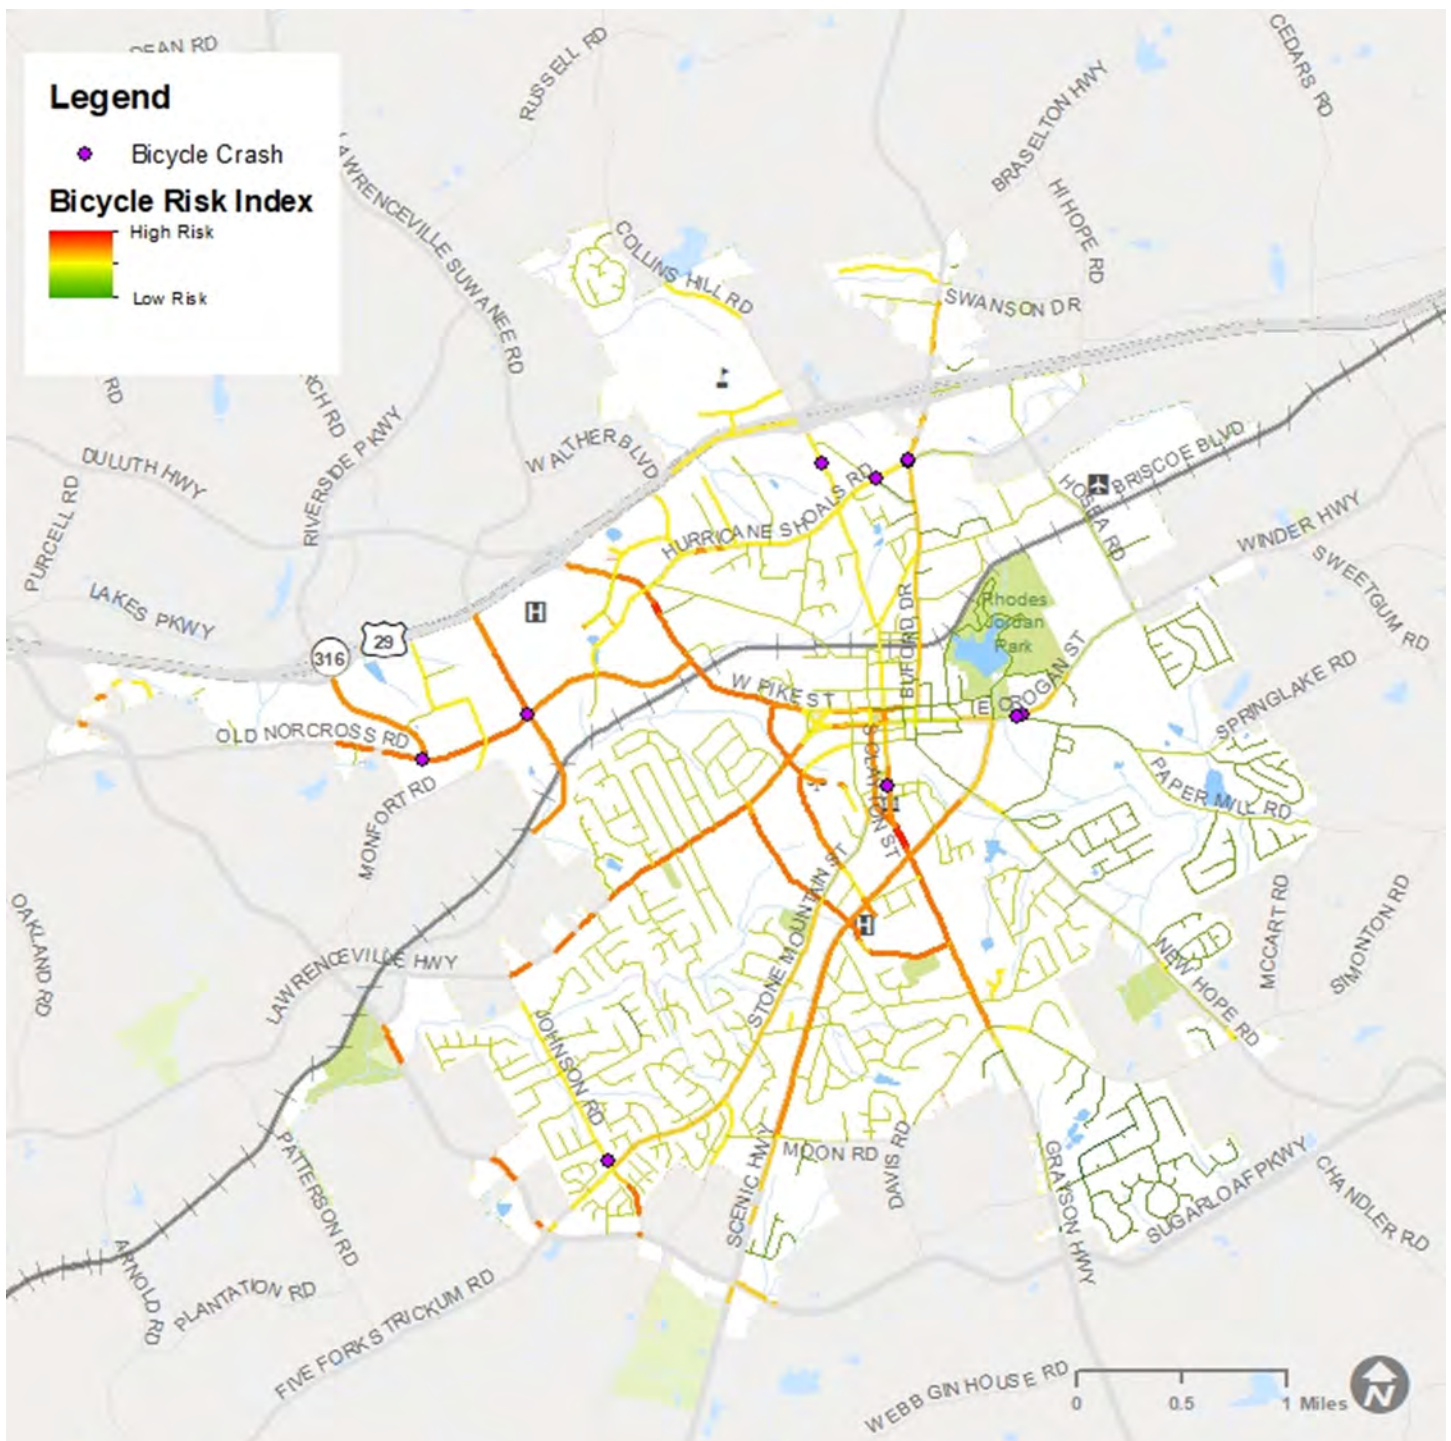 Legend
Bicycle Crash
Bicycle Risk Index
High Risk
Low Risk
RUSSELL RD
CEDARS RD
BRASELTON HWY
HI HOPE RD
LAWRENCEVILLE SUWANEE RD
COLLINS HILL RD
SWANSON DR
RD
RIVERSIDE PKWY
DULUTH HWY
PURCELL RD
WALTHER BLVD
HURRICANE SHOALS RD
HOSEA RD
BRISCOE BLVD
WINDER HWY
SWEETGUM RD
LAKES PKWY
29
316
H
BUFORD DR
Rhodes
Jordan
Park
W PIKE ST
E CROGAN ST
SPRINGLAKE RD
OLD NORCROSS RD
S CLAYTON ST
PAPER MILL RD
MONFORT RD
OAKLAND RD
LAWRENCEVILLE HWY
STONE MOUNTAIN ST
H
MCCART RD
SIMONTON RD
NEW HOPE RD
JOHNSON RD
PATTERSON RD
MOON RD
DAVIS RD
SCENIC HWY
GRAYSON HWY
SUGARLOAF PKWY
CHANDLER RD
ARNOLD RD
PLANTATION RD
FIVE FORKS TRICKUM RD
WEBB GIN HOUSE RD
0 0.5 1 Miles
N